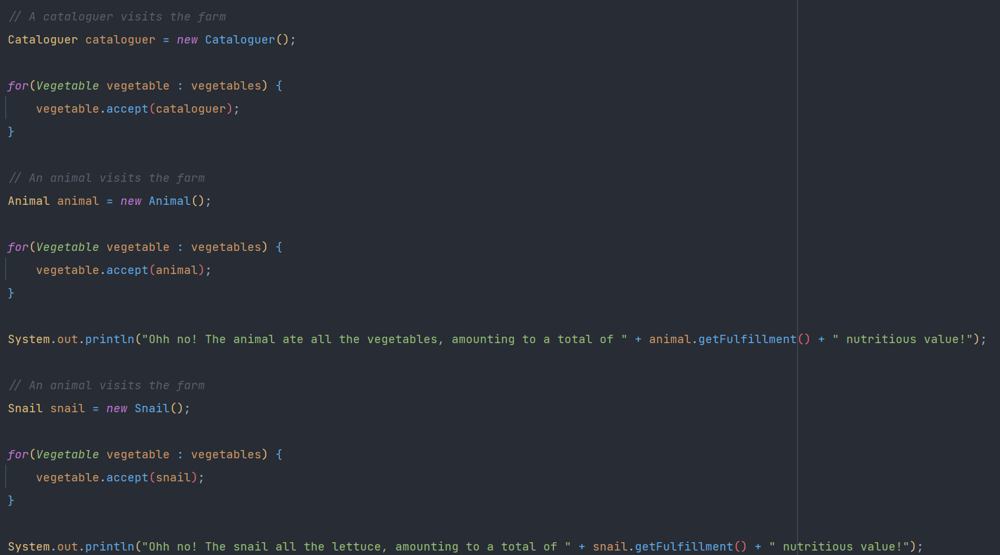 // A cataloguer visits the farm
Cataloguer cataloguer = new Cataloguer();
for(Vegetable vegetable : vegetables) {
vegetable.accept(cataloguer);
}
// An animal visits the farm
Animal animal = new Animal();
for(Vegetable vegetable : vegetables) {
vegetable.accept(animal);
}
System.out.println("Ohh no! The animal ate all the vegetables, amounting to a total of " + animal.getFulfillment() + " nutritious value!");
// An animal visits the farm
Snail snail = new Snail();
for(Vegetable vegetable : vegetables) {
vegetable.accept(snail);
}
System.out.println("Ohh no! The snail all the lettuce, amounting to a total of " + snail.getFulfillment() + " nutritious value!");